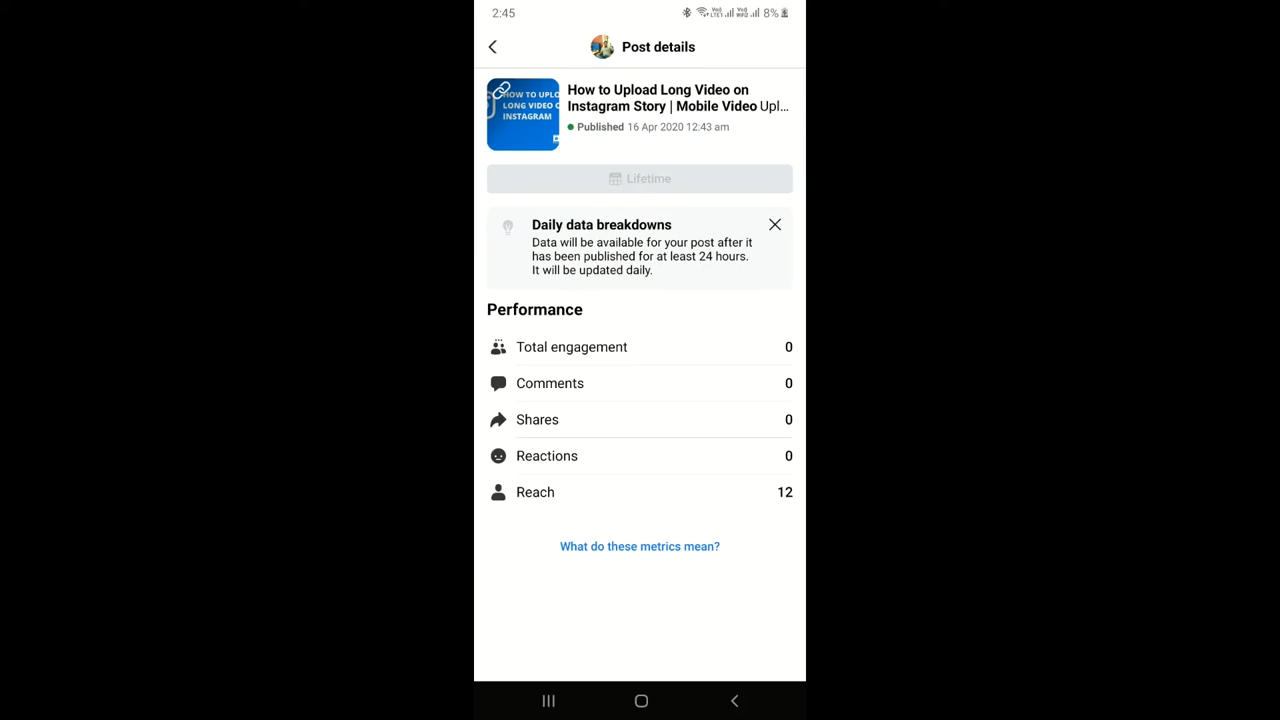 2:45
8%
Post details
HOW TO UPLO
LONG VIDEO O
INSTAGRAM
How to Upload Long Video on
Instagram Story | Mobile Video Upl...
Published 16 Apr 2020 12:43 am
Lifetime
Daily data breakdowns
Data will be available for your post after it
has been published for at least 24 hours.
It will be updated daily.
Performance
Total engagement 0
Comments 0
Shares 0
Reactions 0
Reach 12
What do these metrics mean?